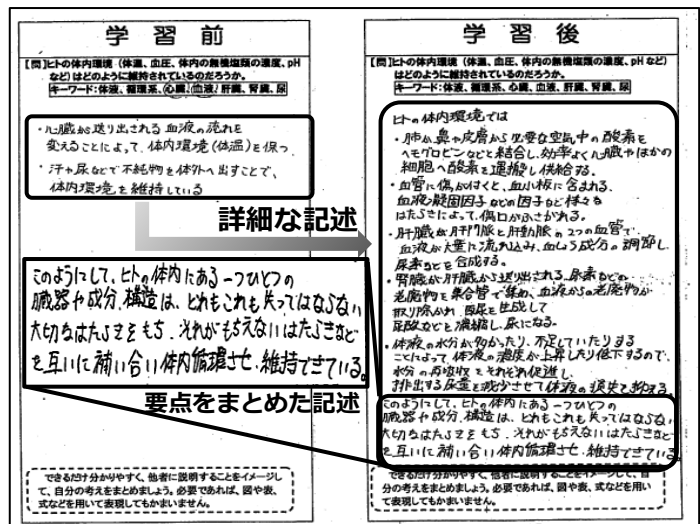 学習前
【問】ヒトの体内環境（体温、血圧、体内の無機塩類の濃度、pH
など）はどのように維持されているのだろうか。
キーワード：体液、循環系、心臓、血液、肝臓、腎臓、尿
・心臓から送り出される血液の流れを
変えることによって、体内環境(体温)を保つ
・汗や尿などで不純物を体外へ出すことで、
体内環境を維持している
詳細な記述
このようにして、ヒトの体内にある一つひとつの
臓器や成分、構造は、どれもこれも失ってはならない
大切なはたらきをもち、それがもちえないはたらきなど
を互いに補い合い体内循環させ、維持できている。
要点をまとめた記述
できるだけ分かりやすく、他者に説明することをイメージし
て、自分の考えをまとめましょう。必要であれば、図や表、
式などを用いて表現してもかまいません。
学習後
【問】ヒトの体内環境（体温、血圧、体内の無機塩類の濃度、pHなど）
はどのように維持されているのだろうか。
キーワード：体液、循環系、心臓、血液、肝臓、腎臓、尿
ヒトの体内環境では
・肺が鼻や皮膚から必要な空気中の酸素を
ヘモグロビンなどと結合し、効率よく心臓やほかの
細胞へ酸素を運搬し供給する。
・血管に傷がつくと、血小板に含まれる
血液凝固因子などの因子など様々な
はたらきによって、傷口がふさがれる。
・肝臓が肝門脈と肝動脈の2つの血管で
血液が大量に流れ込み、血しょう成分の調節し
尿素などを合成する。
・腎臓が肝臓から送り出される尿素などの
老廃物を集合管で集め、血液からの老廃物が
取り除かれ、原尿を生成して
尿酸などを濃縮し、尿になる。
・体液の水分が多かったり、不足していたりする
ことによって体液の濃度が上昇したり低下するので、
水分の再吸収をそれぞれ促進し
排出する尿量を減少させて体液の損失を抑える
このようにして、ヒトの体内にある一つひとつの
臓器や成分、構造は、どれもこれも失ってはならない
大切なはたらきをもち、それがもちえないはたらきなど
を互いに補い合い体内循環させ、維持できている。
できるだけ分かりやすく、他者に説明することをイメージし
て、自分の考えをまとめましょう。必要であれば、図や表、式など
を用いて表現してもかまいません。